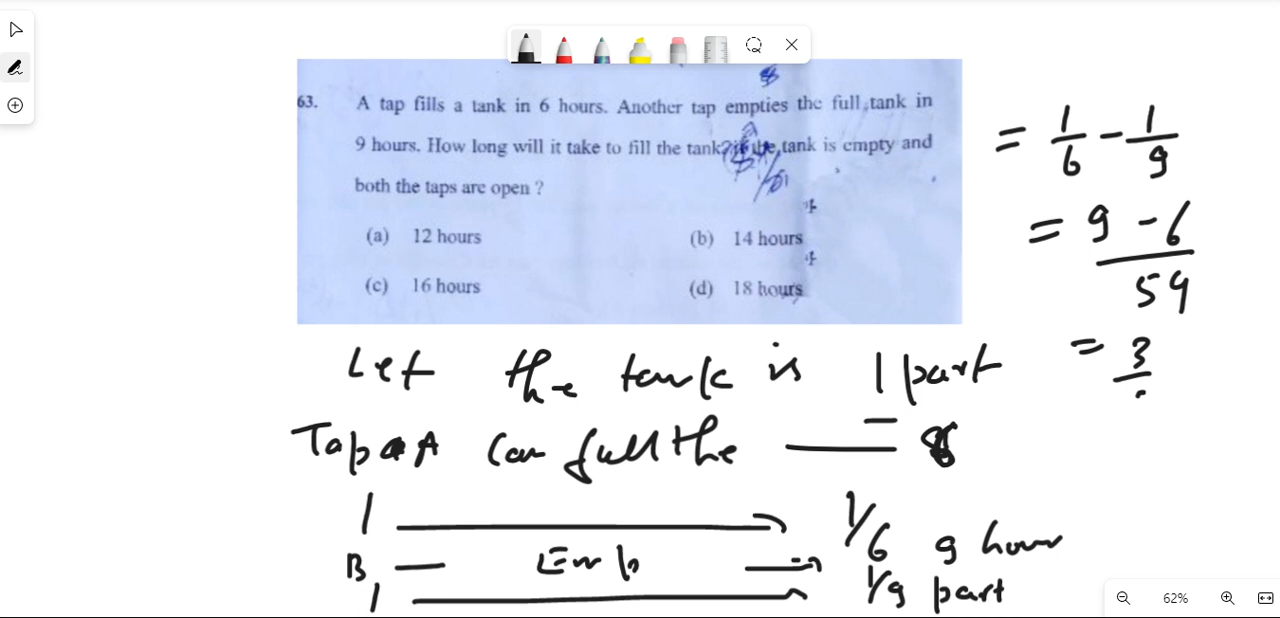 63. A tap fills a tank in 6 hours. Another tap empties the full tank in
9 hours. How long will it take to fill the tank, if the tank is empty and
both the taps are open ?
(a) 12 hours (b) 14 hours
(c) 16 hours (d) 18 hours
= 1/6 - 1/9
= 9 - 6 / 54
= 3
Let the tank is 1 part
Tap A can full the — 6
1 1/6
B — 9 hour
1 1/9 part
62%